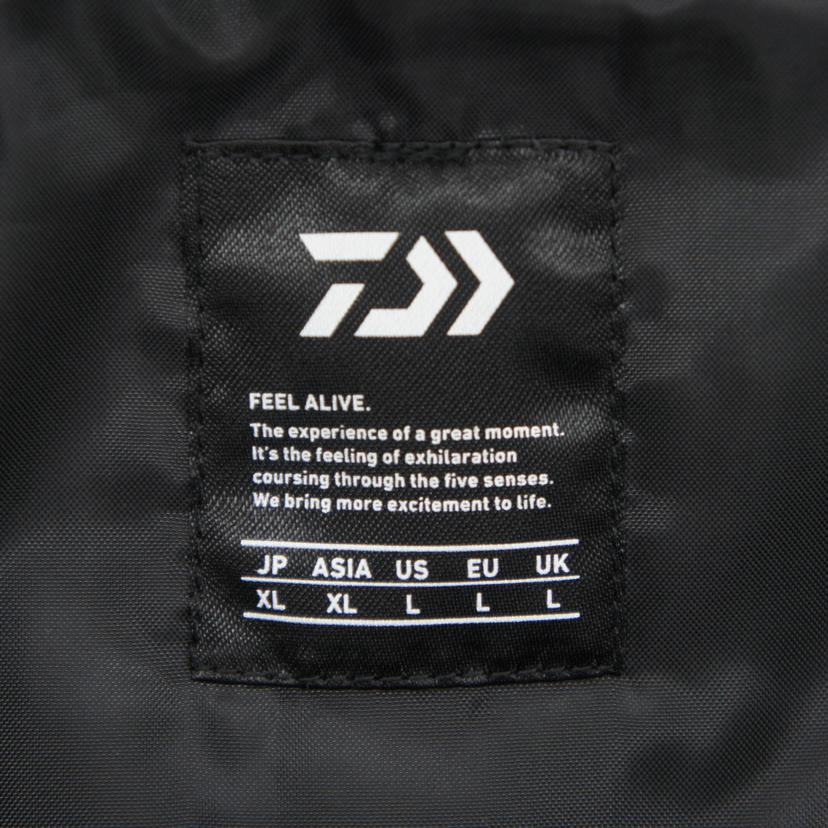 FEEL ALIVE.
The experience of a great moment.
It's the feeling of exhilaration
coursing through the five senses.
We bring more excitement to life.
JP ASIA US EU UK
XL XL L L L